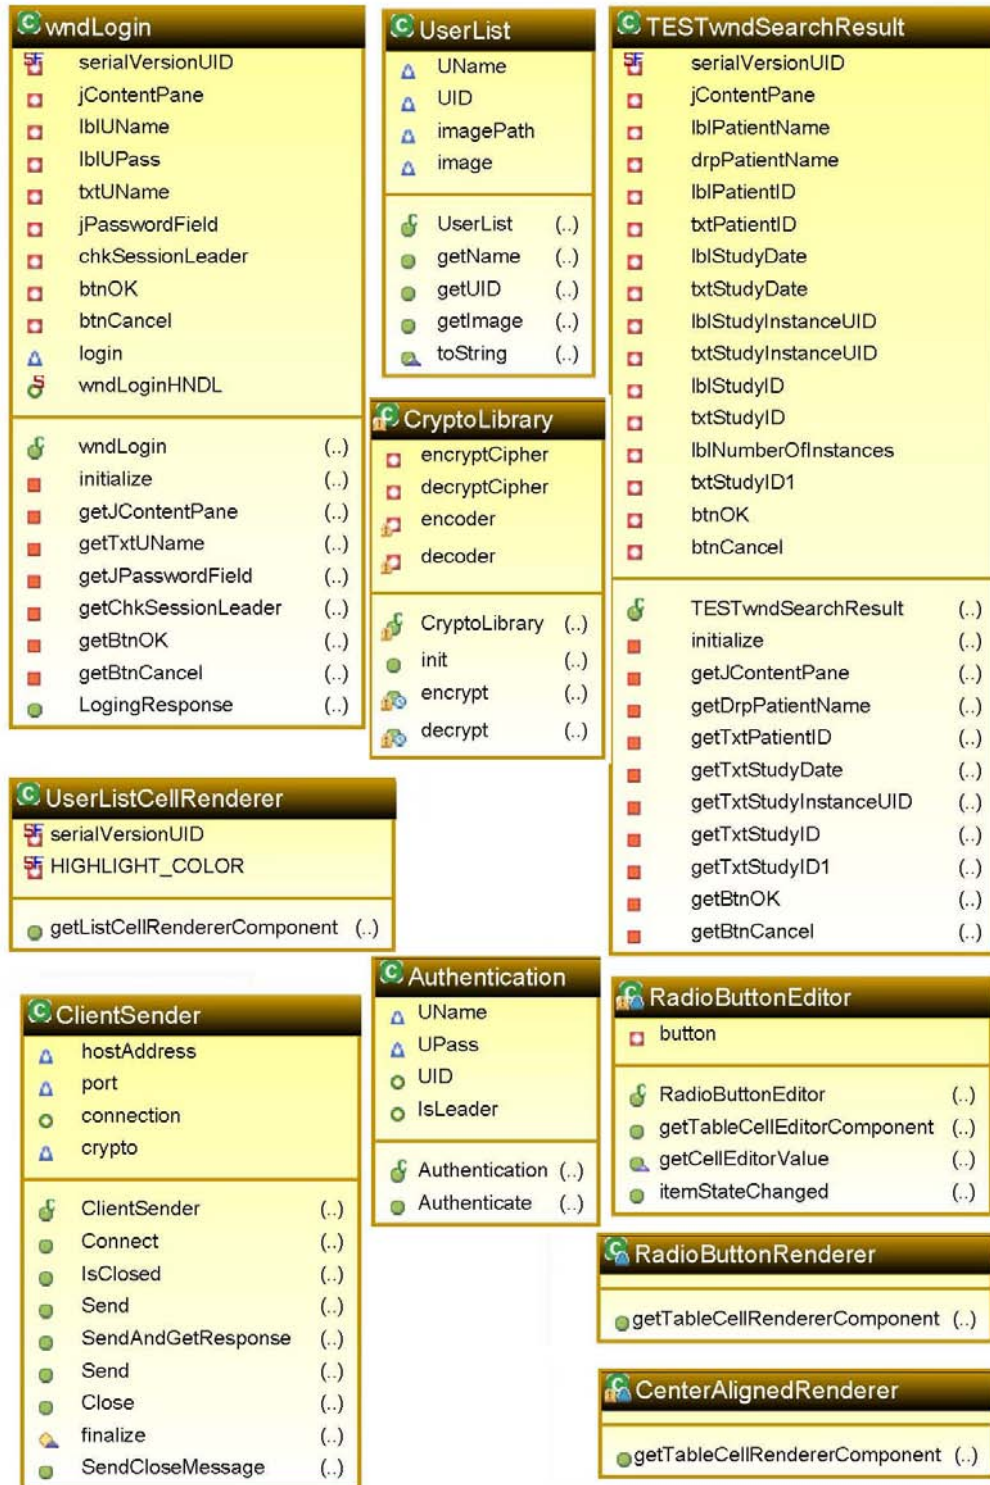 wndLogin
serialVersionUID
jContentPane
lblUName
lblUPass
txtUName
jPasswordField
chkSessionLeader
btnOK
btnCancel
login
wndLoginHNDL
wndLogin (..)
initialize (..)
getJContentPane (..)
getTxtUName (..)
getJPasswordField (..)
getChkSessionLeader (..)
getBtnOK (..)
getBtnCancel (..)
LogingResponse (..)
UserList
UName
UID
imagePath
image
UserList (..)
getName (..)
getUID (..)
getImage (..)
toString (..)
CryptoLibrary
encryptCipher
decryptCipher
encoder
decoder
CryptoLibrary (..)
init (..)
encrypt (..)
decrypt (..)
TESTwndSearchResult
serialVersionUID
jContentPane
lblPatientName
drpPatientName
lblPatientID
txtPatientID
lblStudyDate
txtStudyDate
lblStudyInstanceUID
txtStudyInstanceUID
lblStudyID
txtStudyID
lblNumberOfInstances
txtStudyID1
btnOK
btnCancel
TESTwndSearchResult (..)
initialize (..)
getJContentPane (..)
getDrpPatientName (..)
getTxtPatientID (..)
getTxtStudyDate (..)
getTxtStudyInstanceUID (..)
getTxtStudyID (..)
getTxtStudyID1 (..)
getBtnOK (..)
getBtnCancel (..)
UserListCellRenderer
serialVersionUID
HIGHLIGHT_COLOR
getListCellRendererComponent (..)
ClientSender
hostAddress
port
connection
crypto
ClientSender (..)
Connect (..)
IsClosed (..)
Send (..)
SendAndGetResponse (..)
Send (..)
Close (..)
finalize (..)
SendCloseMessage (..)
Authentication
UName
UPass
UID
IsLeader
Authentication (..)
Authenticate (..)
RadioButtonEditor
button
RadioButtonEditor (..)
getTableCellEditorComponent (..)
getCellEditorValue (..)
itemStateChanged (..)
RadioButtonRenderer
getTableCellRendererComponent (..)
CenterAlignedRenderer
getTableCellRendererComponent (..)